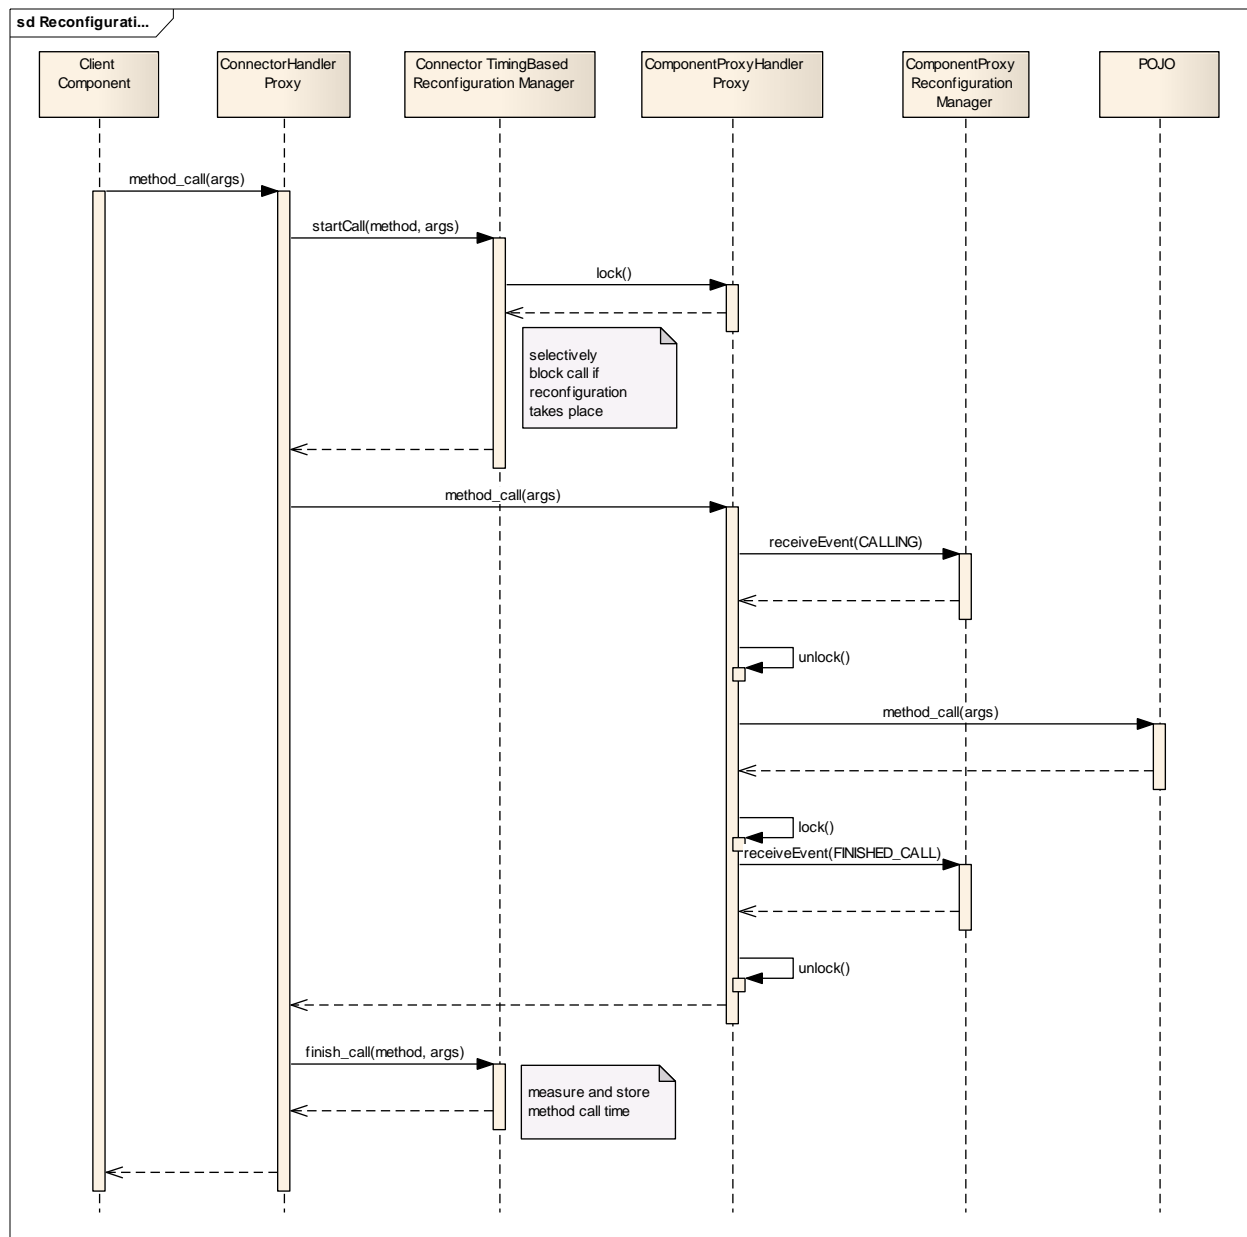 sd Reconfigurati...
Client
Component
ConnectorHandler
Proxy
Connector TimingBased
Reconfiguration Manager
ComponentProxyHandler
Proxy
ComponentProxy
Reconfiguration
Manager
POJO
method_call(args)
startCall(method, args)
lock()
selectively
block call if
reconfiguration
takes place
method_call(args)
receiveEvent(CALLING)
unlock()
method_call(args)
lock()
receiveEvent(FINISHED_CALL)
unlock()
finish_call(method, args)
measure and store
method call time